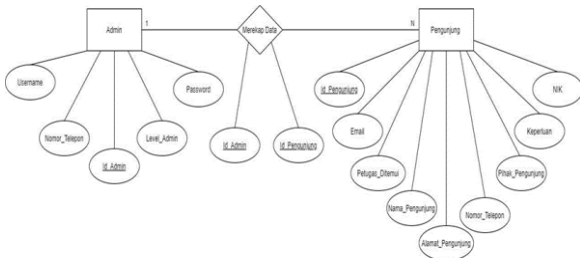 Admin
1
Merekap Data
N
Pengunjung
Username
Password
Id_Pengunjung
NIK
Nomor_Telepon
Level_Admin
Id_Admin
Id_Admin
Id_Pengunjung
Email
Keperluan
Petugas_Ditemui
Pihak_Pengunjung
Nama_Pengunjung
Nomor_Telepon
Alamat_Pengunjung